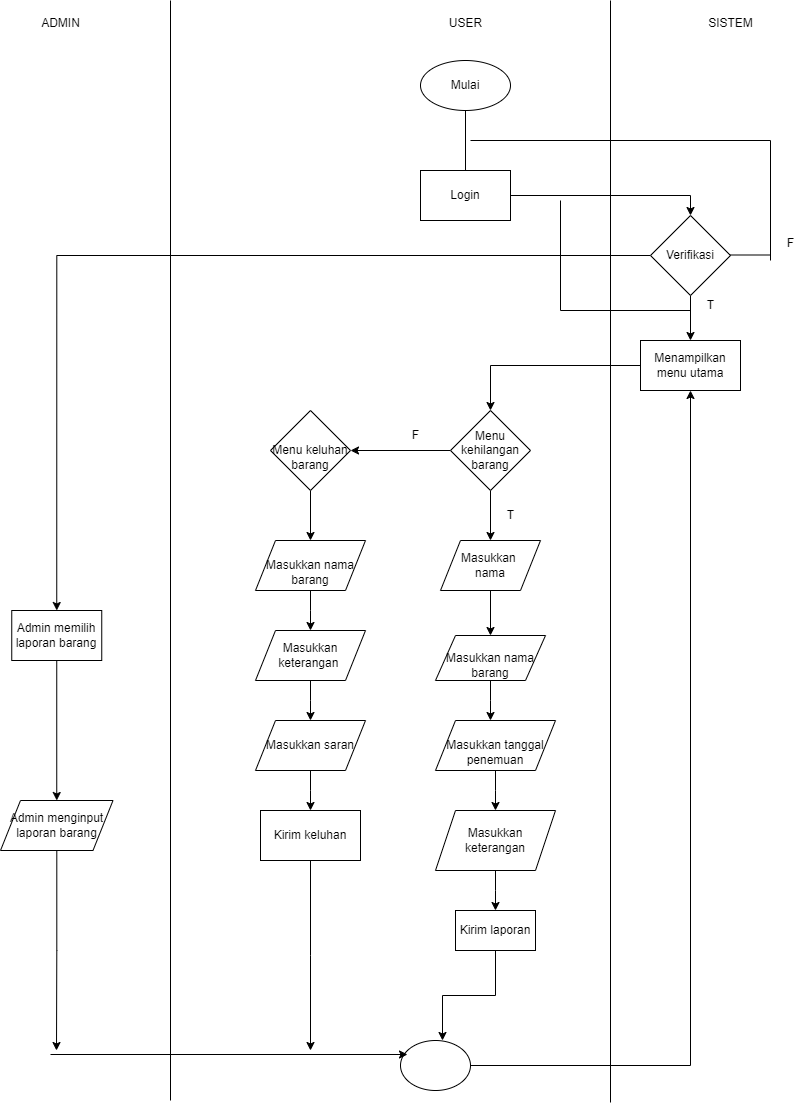 ADMIN
USER
SISTEM
Mulai
Login
Verifikasi
F
T
Menampilkan
menu utama
Menu
kehilangan
barang
F
Menu keluhan
barang
T
Masukkan nama
barang
Masukkan
nama
Admin memilih
laporan barang
Masukkan
keterangan
Masukkan nama
barang
Masukkan saran
Masukkan tanggal
penemuan
Admin menginput
laporan barang
Kirim keluhan
Masukkan
keterangan
Kirim laporan